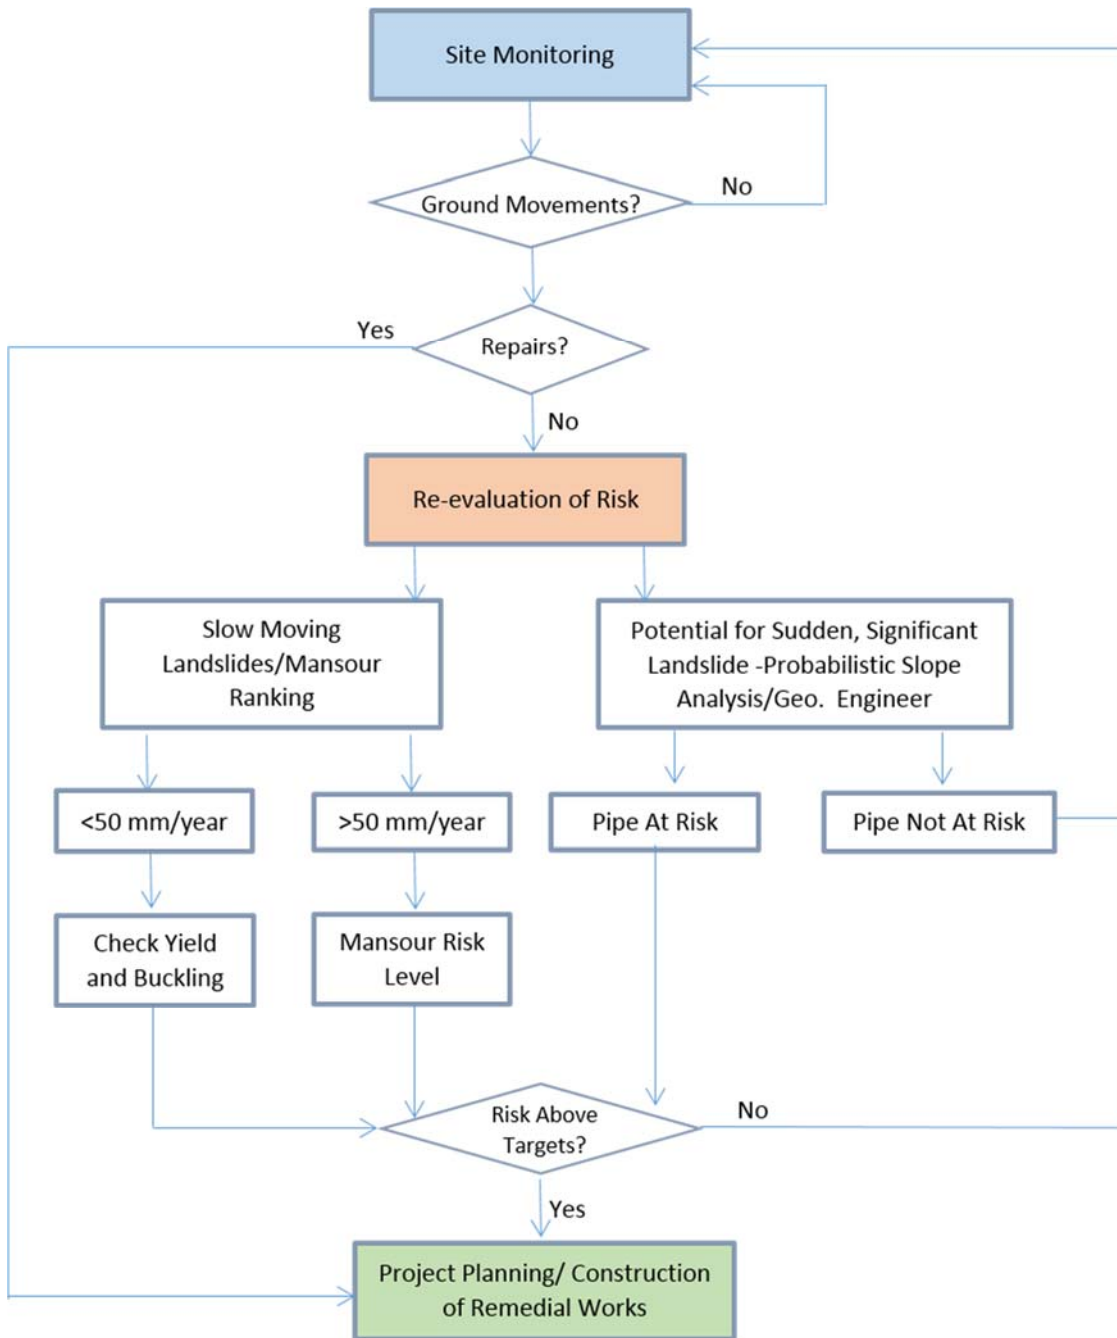 Site Monitoring
Ground Movements?
No
Yes
Repairs?
No
Re-evaluation of Risk
Slow Moving
Landslides/Mansour
Ranking
Potential for Sudden, Significant
Landslide -Probabilistic Slope
Analysis/Geo. Engineer
<50 mm/year
>50 mm/year
Pipe At Risk
Pipe Not At Risk
Check Yield
and Buckling
Mansour Risk
Level
Risk Above
Targets?
No
Yes
Project Planning/ Construction
of Remedial Works